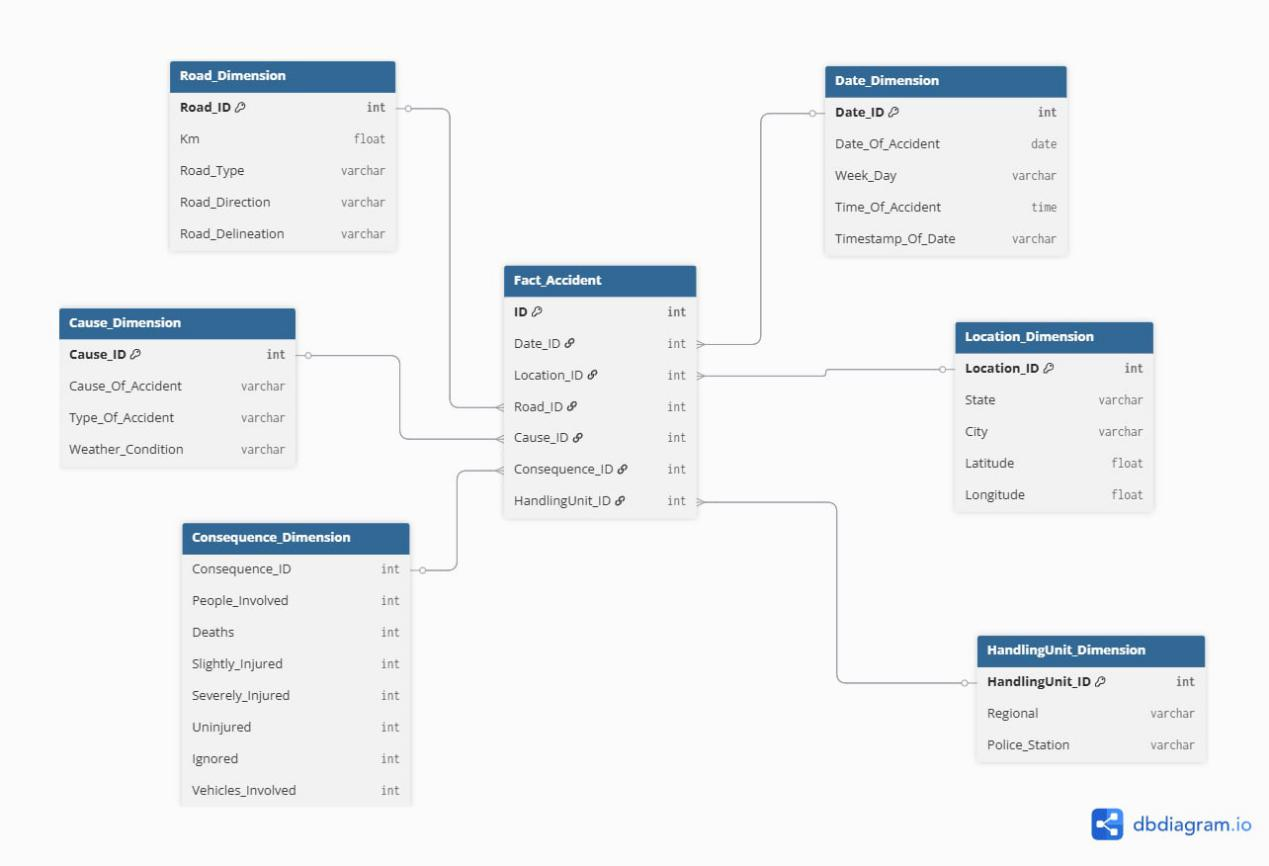 Road_Dimension
Road_ID int
Km float
Road_Type varchar
Road_Direction varchar
Road_Delineation varchar
Date_Dimension
Date_ID int
Date_Of_Accident date
Week_Day varchar
Time_Of_Accident time
Timestamp_Of_Date varchar
Fact_Accident
ID int
Date_ID int
Location_ID int
Road_ID int
Cause_ID int
Consequence_ID int
HandlingUnit_ID int
Cause_Dimension
Cause_ID int
Cause_Of_Accident varchar
Type_Of_Accident varchar
Weather_Condition varchar
Location_Dimension
Location_ID int
State varchar
City varchar
Latitude float
Longitude float
Consequence_Dimension
Consequence_ID int
People_Involved int
Deaths int
Slightly_Injured int
Severely_Injured int
Uninjured int
Ignored int
Vehicles_Involved int
HandlingUnit_Dimension
HandlingUnit_ID int
Regional varchar
Police_Station varchar
dbdiagram.io